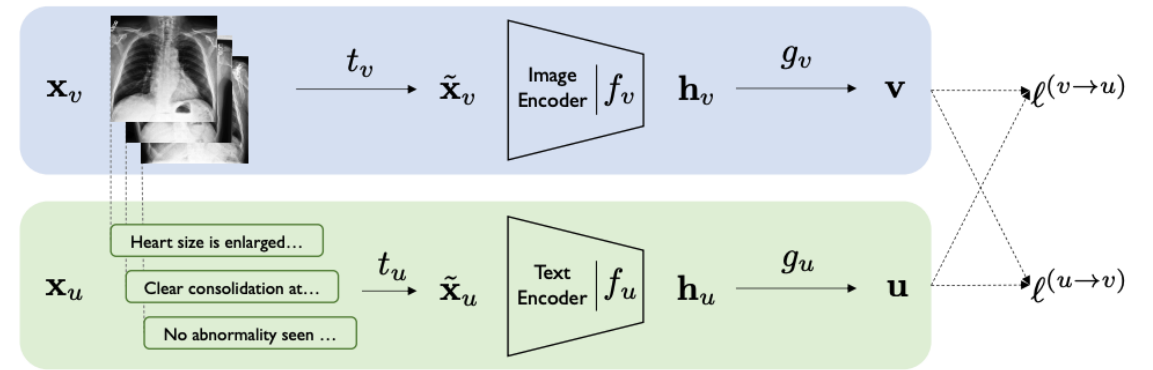 x_v
t_v
x̃_v
Image
Encoder
f_v
h_v
g_v
v
ℓ^(v→u)
Heart size is enlarged…
Clear consolidation at…
No abnormality seen …
x_u
t_u
x̃_u
Text
Encoder
f_u
h_u
g_u
u
ℓ^(u→v)